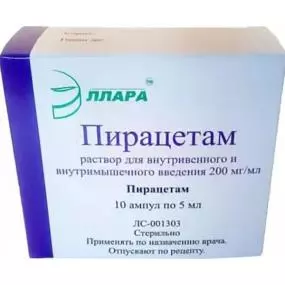 ЭЛЛАРА
Пирацетам
раствор для внутривенного и
внутримышечного введения 200 мг/мл
Пирацетам
10 ампул по 5 мл
ЛС-001303
Стерильно
Применять по назначению врача.
Отпускают по рецепту.